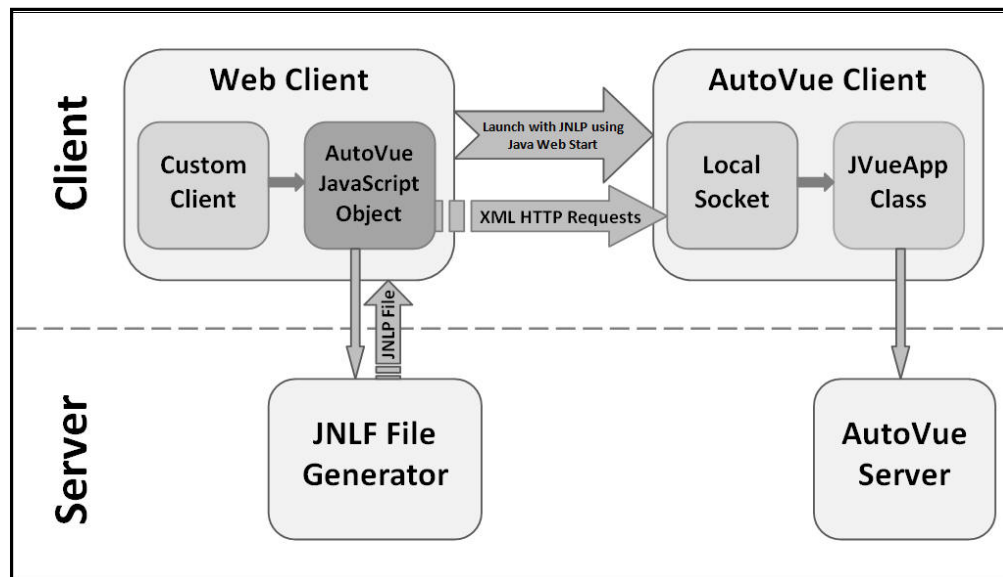 Client
Web Client
Custom
Client
AutoVue
JavaScript
Object
Launch with JNLP using
Java Web Start
XML HTTP Requests
AutoVue Client
Local
Socket
JVueApp
Class
JNLP File
Server
JNLF File
Generator
AutoVue
Server